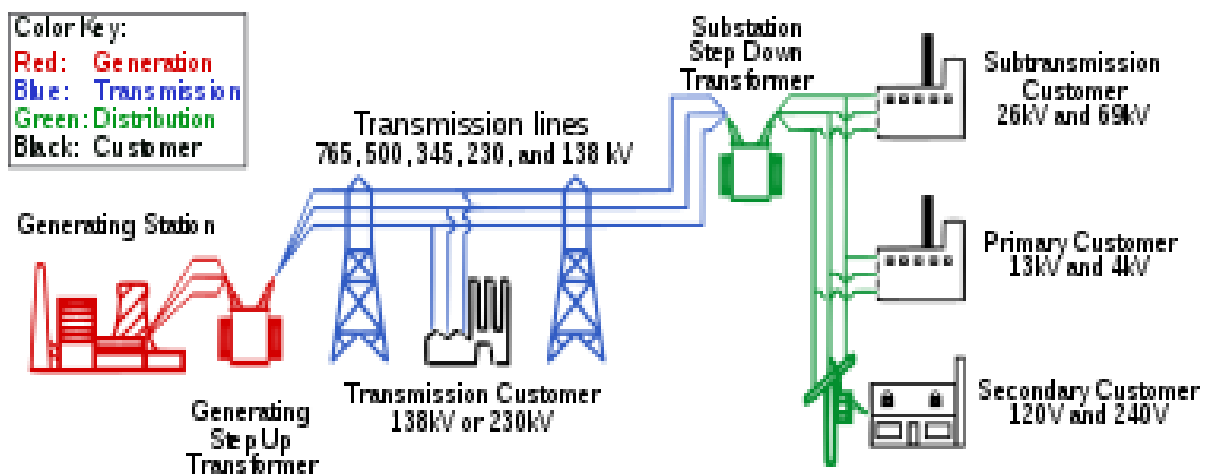 Color Key:
Red: Generation
Blue: Transmission
Green: Distribution
Black: Customer
Substation
Step Down
Transformer
Subtransmission
Customer
26kV and 69kV
Transmission lines
765, 500, 345, 230, and 138 kV
Generating Station
Primary Customer
13kV and 4kV
Transmission Customer
138kV or 230kV
Generating
Step Up
Transformer
Secondary Customer
120V and 240V